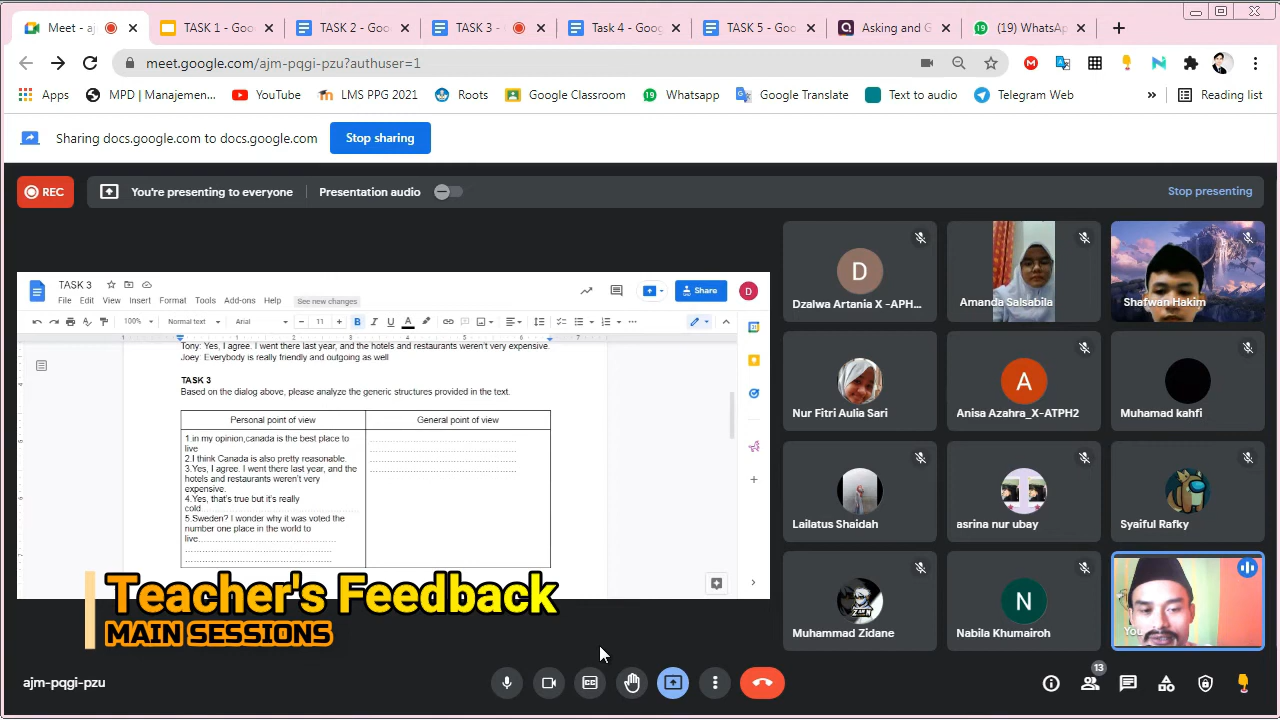 Meet - aj
TASK 1 - Goo
TASK 2 - Goog
TASK 3 -
Task 4 - Goog
TASK 5 - Goo
Asking and G
(19) WhatsAp
meet.google.com/ajm-pqgi-pzu?authuser=1
Apps
MPD | Manajemen...
YouTube
LMS PPG 2021
Roots
Google Classroom
19
Whatsapp
Google Translate
Text to audio
Telegram Web
»
Reading list
Sharing docs.google.com to docs.google.com
Stop sharing
REC
You're presenting to everyone
Presentation audio
Stop presenting
TASK 3
File Edit View Insert Format Tools Add-ons Help
See new changes
Share
D
100%
Normal text
Arial
11
B I U A
Tony: Yes, I agree. I went there last year, and the hotels and restaurants weren't very expensive.
Joey: Everybody is really friendly and outgoing as well
TASK 3
Based on the dialog above, please analyze the generic structures provided in the text.
Personal point of view
General point of view
1.in my opinion,canada is the best place to
live
2.I think Canada is also pretty reasonable.
3.Yes, I agree. I went there last year, and the
hotels and restaurants weren't very
expensive.
4.Yes, that's true but it's really
cold
5 Sweden? I wonder why it was voted the
number one place in the world to
live
Teacher's Feedback
MAIN SESSIONS
D
Dzalwa Artania X -APH...
Amanda Salsabila
Shafwan Hakim
Nur Fitri Aulia Sari
A
Anisa Azahra_X-ATPH2
Muhamad kahfi
Lailatus Shaidah
asrina nur ubay
Syaiful Rafky
Muhammad Zidane
N
Nabila Khumairoh
You
ajm-pqgi-pzu
13